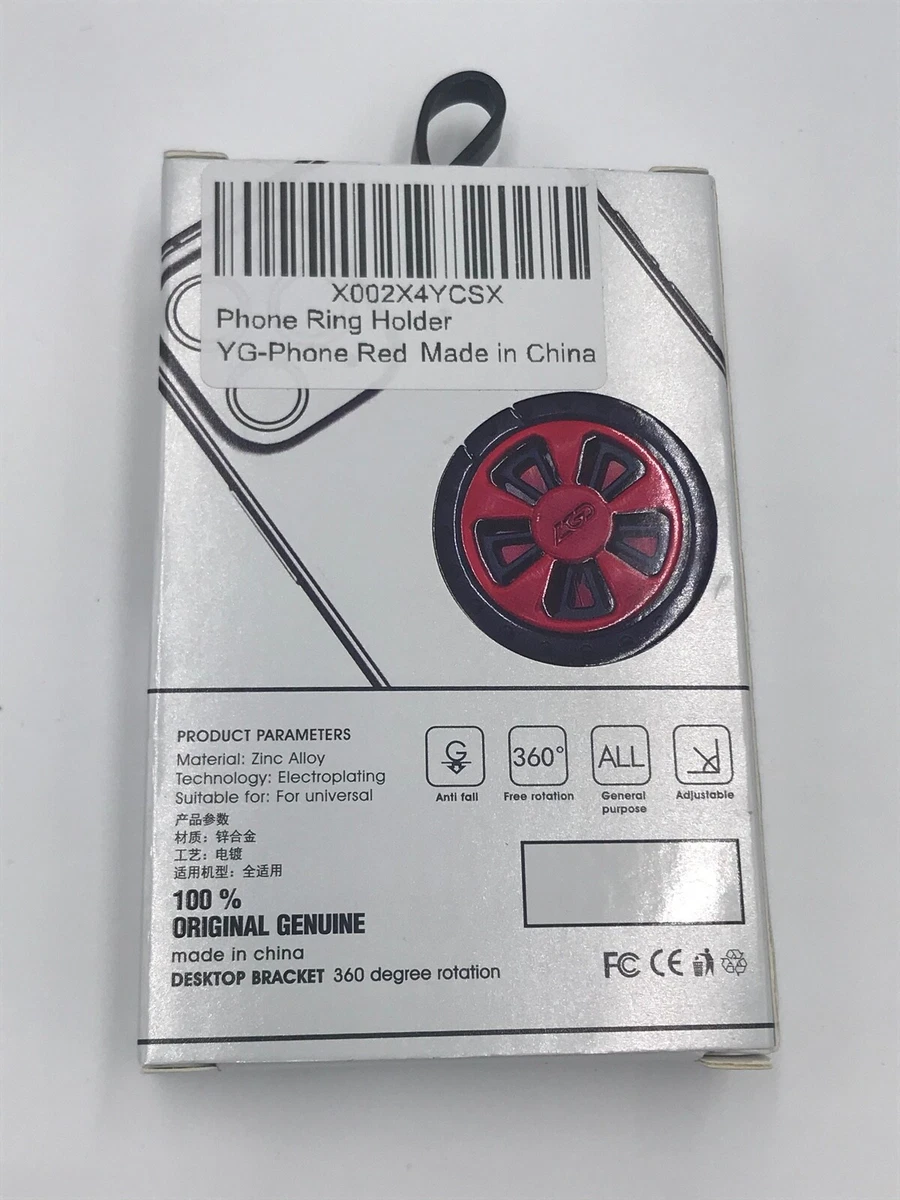 X002X4YCSX
Phone Ring Holder
YG-Phone Red Made in China
PRODUCT PARAMETERS
Material: Zinc Alloy
Technology: Electroplating
Suitable for: For universal
产品参数
材质：锌合金
工艺：电镀
适用机型：全适用
100 %
ORIGINAL GENUINE
made in china
DESKTOP BRACKET 360 degree rotation
G
Anti fall
360°
Free rotation
ALL
General
purpose
Adjustable
FC CE